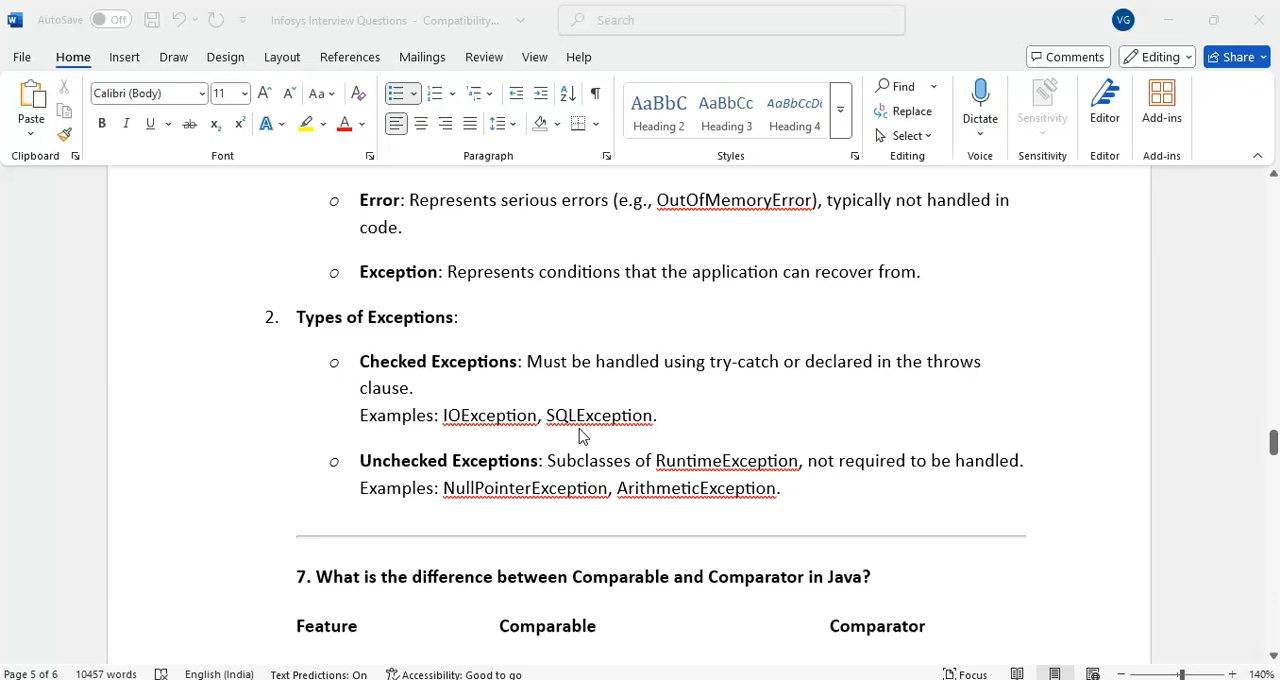 AutoSave Off Infosys Interview Questions - Compatibility... Search VG
File Home Insert Draw Design Layout References Mailings Review View Help Comments Editing Share
Paste Calibri (Body) 11 Aa AaBbC AaBbCc AaBbCcDc Find Replace Select Dictate Sensitivity Editor Add-ins
B I U ab x₂ x² A A Heading 2 Heading 3 Heading 4
Clipboard Font Paragraph Styles Editing Voice Sensitivity Editor Add-ins
o Error: Represents serious errors (e.g., OutOfMemoryError), typically not handled in
code.
o Exception: Represents conditions that the application can recover from.
2. Types of Exceptions:
o Checked Exceptions: Must be handled using try-catch or declared in the throws
clause.
Examples: IOException, SQLException.
o Unchecked Exceptions: Subclasses of RuntimeException, not required to be handled.
Examples: NullPointerException, ArithmeticException.
7. What is the difference between Comparable and Comparator in Java?
Feature Comparable Comparator
Page 5 of 6 10457 words English (India) Text Predictions: On Accessibility: Good to go Focus 140%